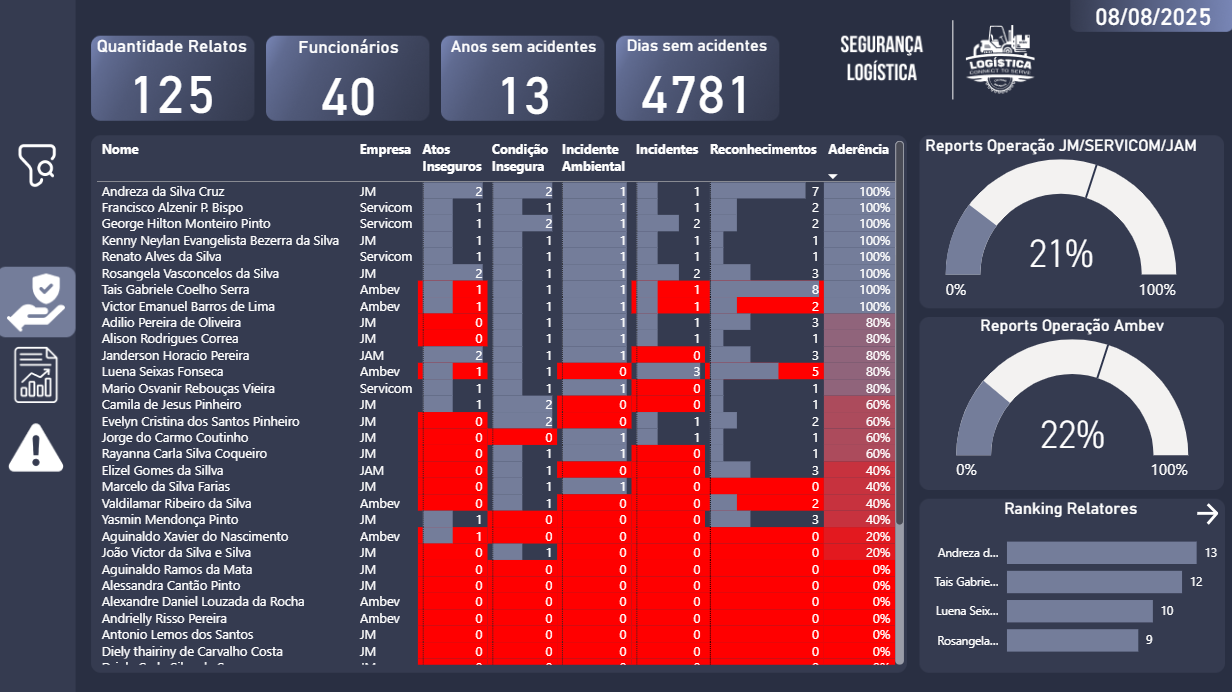 08/08/2025
Quantidade Relatos
125
Funcionários
40
Anos sem acidentes
13
Dias sem acidentes
4781
SEGURANÇA
LOGÍSTICA
LOGÍSTICA
CONNECT TO SERVE
Nome Empresa Atos Inseguros Condição Insegura Incidente Ambiental Incidentes Reconhecimentos Aderência
Andreza da Silva Cruz JM 2 2 1 1 7 100%
Francisco Alzenir P. Bispo Servicom 1 1 1 1 2 100%
George Hilton Monteiro Pinto Servicom 1 2 1 2 2 100%
Kenny Neylan Evangelista Bezerra da Silva JM 1 1 1 1 1 100%
Renato Alves da Silva Servicom 1 1 1 1 1 100%
Rosangela Vasconcelos da Silva JM 2 1 1 2 3 100%
Tais Gabriele Coelho Serra Ambev 1 1 1 1 8 100%
Victor Emanuel Barros de Lima Ambev 1 1 1 1 2 100%
Adilio Pereira de Oliveira JM 0 1 1 1 3 80%
Alison Rodrigues Correa JM 0 1 1 1 1 80%
Janderson Horacio Pereira JAM 2 1 1 0 3 80%
Luena Seixas Fonseca Ambev 1 1 0 3 5 80%
Mario Osvanir Rebouças Vieira Servicom 1 1 1 0 1 80%
Camila de Jesus Pinheiro JM 1 2 0 0 1 60%
Evelyn Cristina dos Santos Pinheiro JM 0 2 0 1 2 60%
Jorge do Carmo Coutinho JM 0 0 1 1 1 60%
Rayanna Carla Silva Coqueiro JM 0 1 1 0 1 60%
Elizel Gomes da Sillva JAM 0 1 0 0 3 40%
Marcelo da Silva Farias JM 0 1 1 0 0 40%
Valdilamar Ribeiro da Silva Ambev 0 1 0 0 2 40%
Yasmin Mendonça Pinto JM 1 0 0 0 3 40%
Aguinaldo Xavier do Nascimento Ambev 1 0 0 0 0 20%
João Victor da Silva e Silva JM 0 1 0 0 0 20%
Aguinaldo Ramos da Mata JM 0 0 0 0 0 0%
Alessandra Cantão Pinto JM 0 0 0 0 0 0%
Alexandre Daniel Louzada da Rocha Ambev 0 0 0 0 0 0%
Andrielly Risso Pereira Ambev 0 0 0 0 0 0%
Antonio Lemos dos Santos JM 0 0 0 0 0 0%
Diely thairiny de Carvalho Costa JM 0 0 0 0 0 0%
Reports Operação JM/SERVICOM/JAM
21%
0% 100%
Reports Operação Ambev
22%
0% 100%
Ranking Relatores
Andreza d... 13
Tais Gabrie... 12
Luena Seix... 10
Rosangela... 9